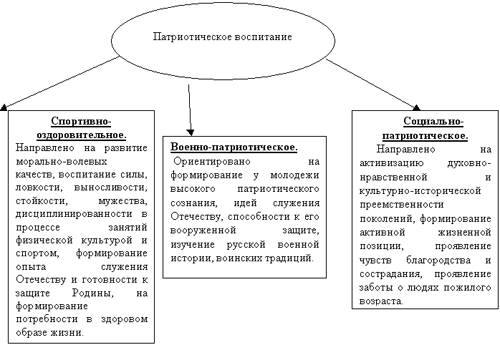 Патриотическое воспитание
Спортивно-
оздоровительное.
Направлено на развитие
морально-волевых
качеств, воспитание силы,
ловкости, выносливости,
стойкости, мужества,
дисциплинированности в
процессе занятий
физической культурой и
спортом, формирование
опыта служения
Отечеству и готовности к
защите Родины, на
формирование
потребности в здоровом
образе жизни.
Военно-патриотическое.
Ориентировано на
формирование у молодежи
высокого патриотического
сознания, идей служения
Отечеству, способности к его
вооруженной защите,
изучение русской военной
истории, воинских традиций.
Социально-
патриотическое.
Направлено на
активизацию духовно-
нравственной и
культурно-исторической
преемственности
поколений, формирование
активной жизненной
позиции, проявление
чувств благородства и
сострадания, проявление
заботы о людях пожилого
возраста.